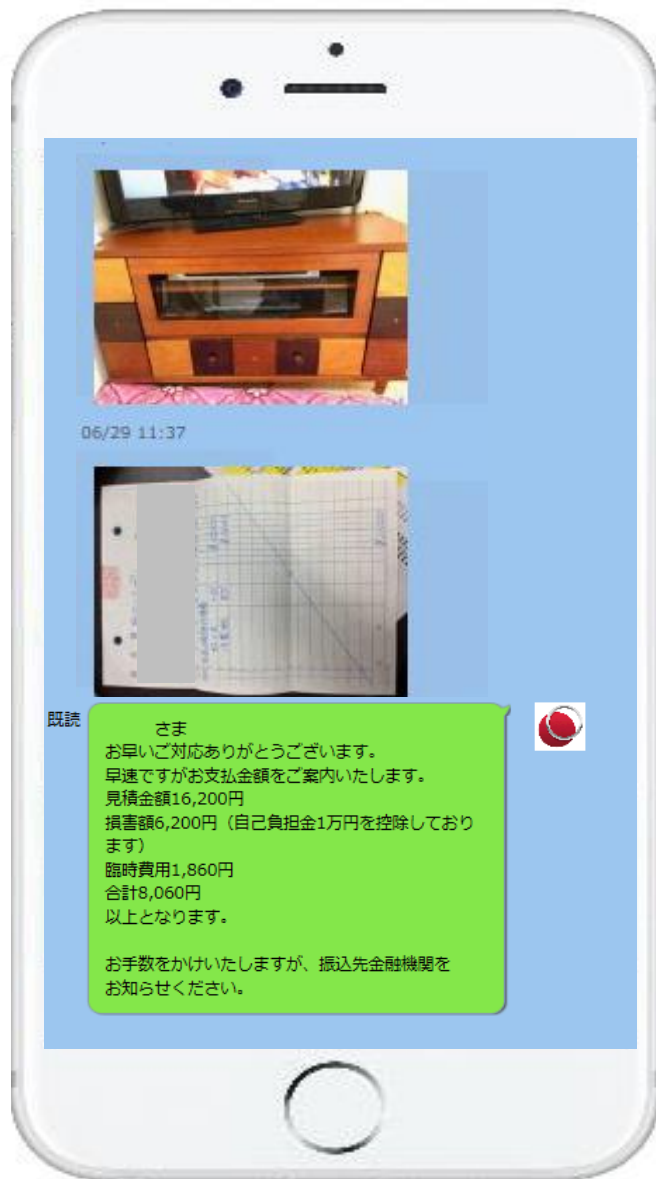 06/29 11:37
既読
さま
お早いご対応ありがとうございます。
早速ですがお支払金額をご案内いたします。
見積金額16,200円
損害額6,200円（自己負担金1万円を控除しており
ます）
臨時費用1,860円
合計8,060円
以上となります。
お手数をかけいたしますが、振込先金融機関を
お知らせください。